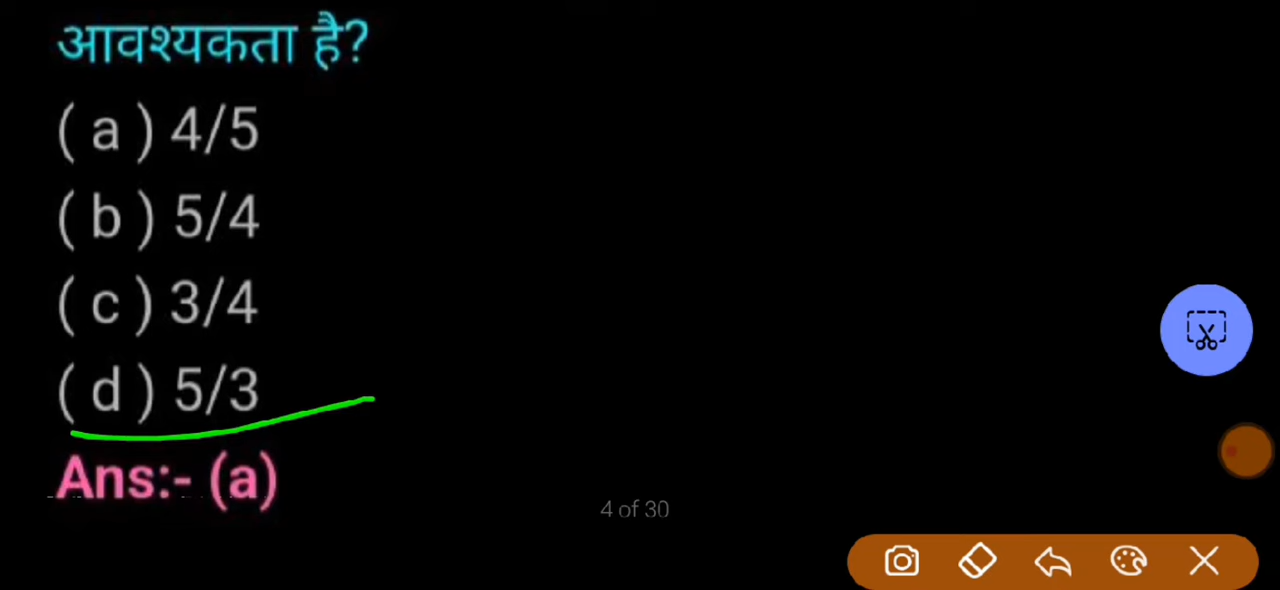 आवश्यकता है?
( a ) 4/5
( b ) 5/4
( c ) 3/4
( d ) 5/3
Ans:- (a)
4 of 30